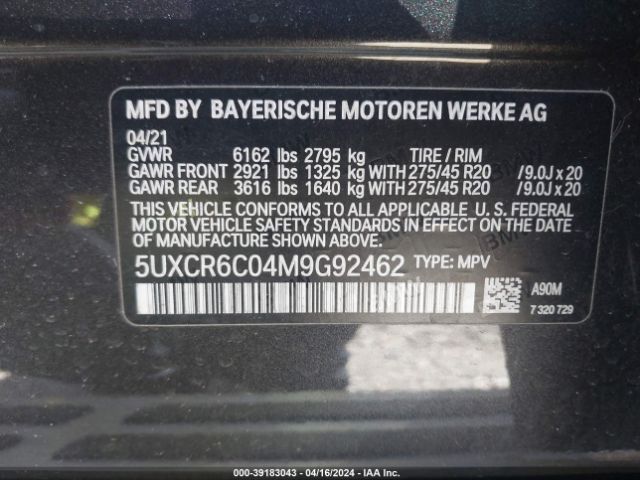 MFD BY BAYERISCHE MOTOREN WERKE AG
04/21
GVWR 6162 lbs 2795 kg TIRE / RIM
GAWR FRONT 2921 lbs 1325 kg WITH 275/45 R20 / 9.0J x 20
GAWR REAR 3616 lbs 1640 kg WITH 275/45 R20 / 9.0J x 20
THIS VEHICLE CONFORMS TO ALL APPLICABLE U. S. FEDERAL
MOTOR VEHICLE SAFETY STANDARDS IN EFFECT ON THE DATE
OF MANUFACTURE SHOWN ABOVE.
5UXCR6C04M9G92462 TYPE: MPV
A90M
7 320 729
000-39183043 - 04/16/2024 - IAA Inc.